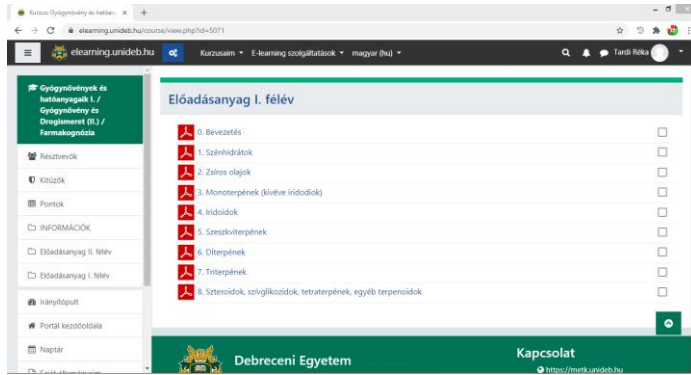 Kurzus: Gyógynövény és hatóan
elearning.unideb.hu/course/view.php?id=5071
elearning.unideb.hu
Kurzusaim
E-learning szolgáltatások
magyar (hu)
Tardi Réka
Gyógynövények és
hatóanyagaik I. /
Gyógynövény és
Drogismeret (II.) /
Farmakognózia
Résztvevők
Kitűzők
Pontok
INFORMÁCIÓK
Előadásanyag II. félév
Előadásanyag I. félév
Irányítópult
Portál kezdőoldala
Naptár
Előadásanyag I. félév
0. Bevezetés
1. Szénhidrátok
2. Zsíros olajok
3. Monoterpének (kivéve iridodiok)
4. Iridoidok
5. Szeszkviterpének
6. Diterpének
7. Triterpének
8. Szteroidok, szívglikozidok, tetraterpének, egyéb terpenoidok
Debreceni Egyetem
Kapcsolat
https://metk.unideb.hu